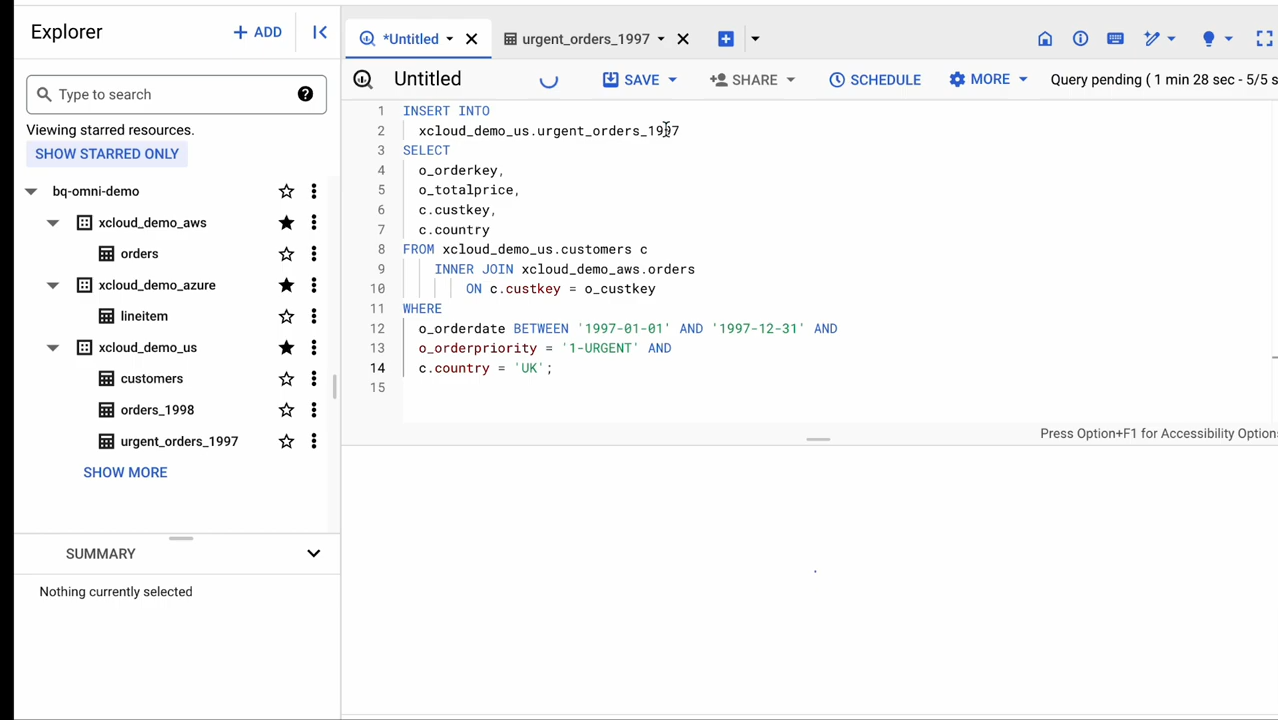 Explorer
+ ADD
*Untitled
urgent_orders_1997
Type to search
Untitled
SAVE
SHARE
SCHEDULE
MORE
Query pending ( 1 min 28 sec - 5/5 s
Viewing starred resources.
SHOW STARRED ONLY
bq-omni-demo
xcloud_demo_aws
orders
xcloud_demo_azure
lineitem
xcloud_demo_us
customers
orders_1998
urgent_orders_1997
SHOW MORE
SUMMARY
Nothing currently selected
1 INSERT INTO
2 xcloud_demo_us.urgent_orders_1997
3 SELECT
4 o_orderkey,
5 o_totalprice,
6 c.custkey,
7 c.country
8 FROM xcloud_demo_us.customers c
9 INNER JOIN xcloud_demo_aws.orders
10 ON c.custkey = o_custkey
11 WHERE
12 o_orderdate BETWEEN '1997-01-01' AND '1997-12-31' AND
13 o_orderpriority = '1-URGENT' AND
14 c.country = 'UK';
15
Press Option+F1 for Accessibility Options